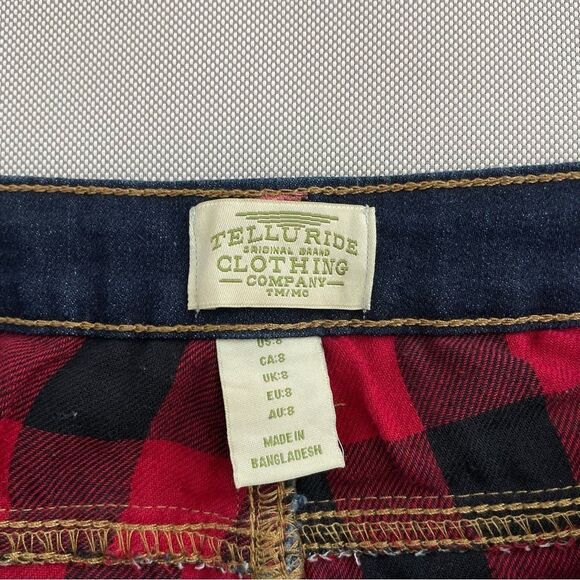 TELLURIDE
ORIGINAL BRAND
CLOTHING
COMPANY
TM/MC
US:8
CA:8
UK:8
EU:8
AU:8
MADE IN
BANGLADESH